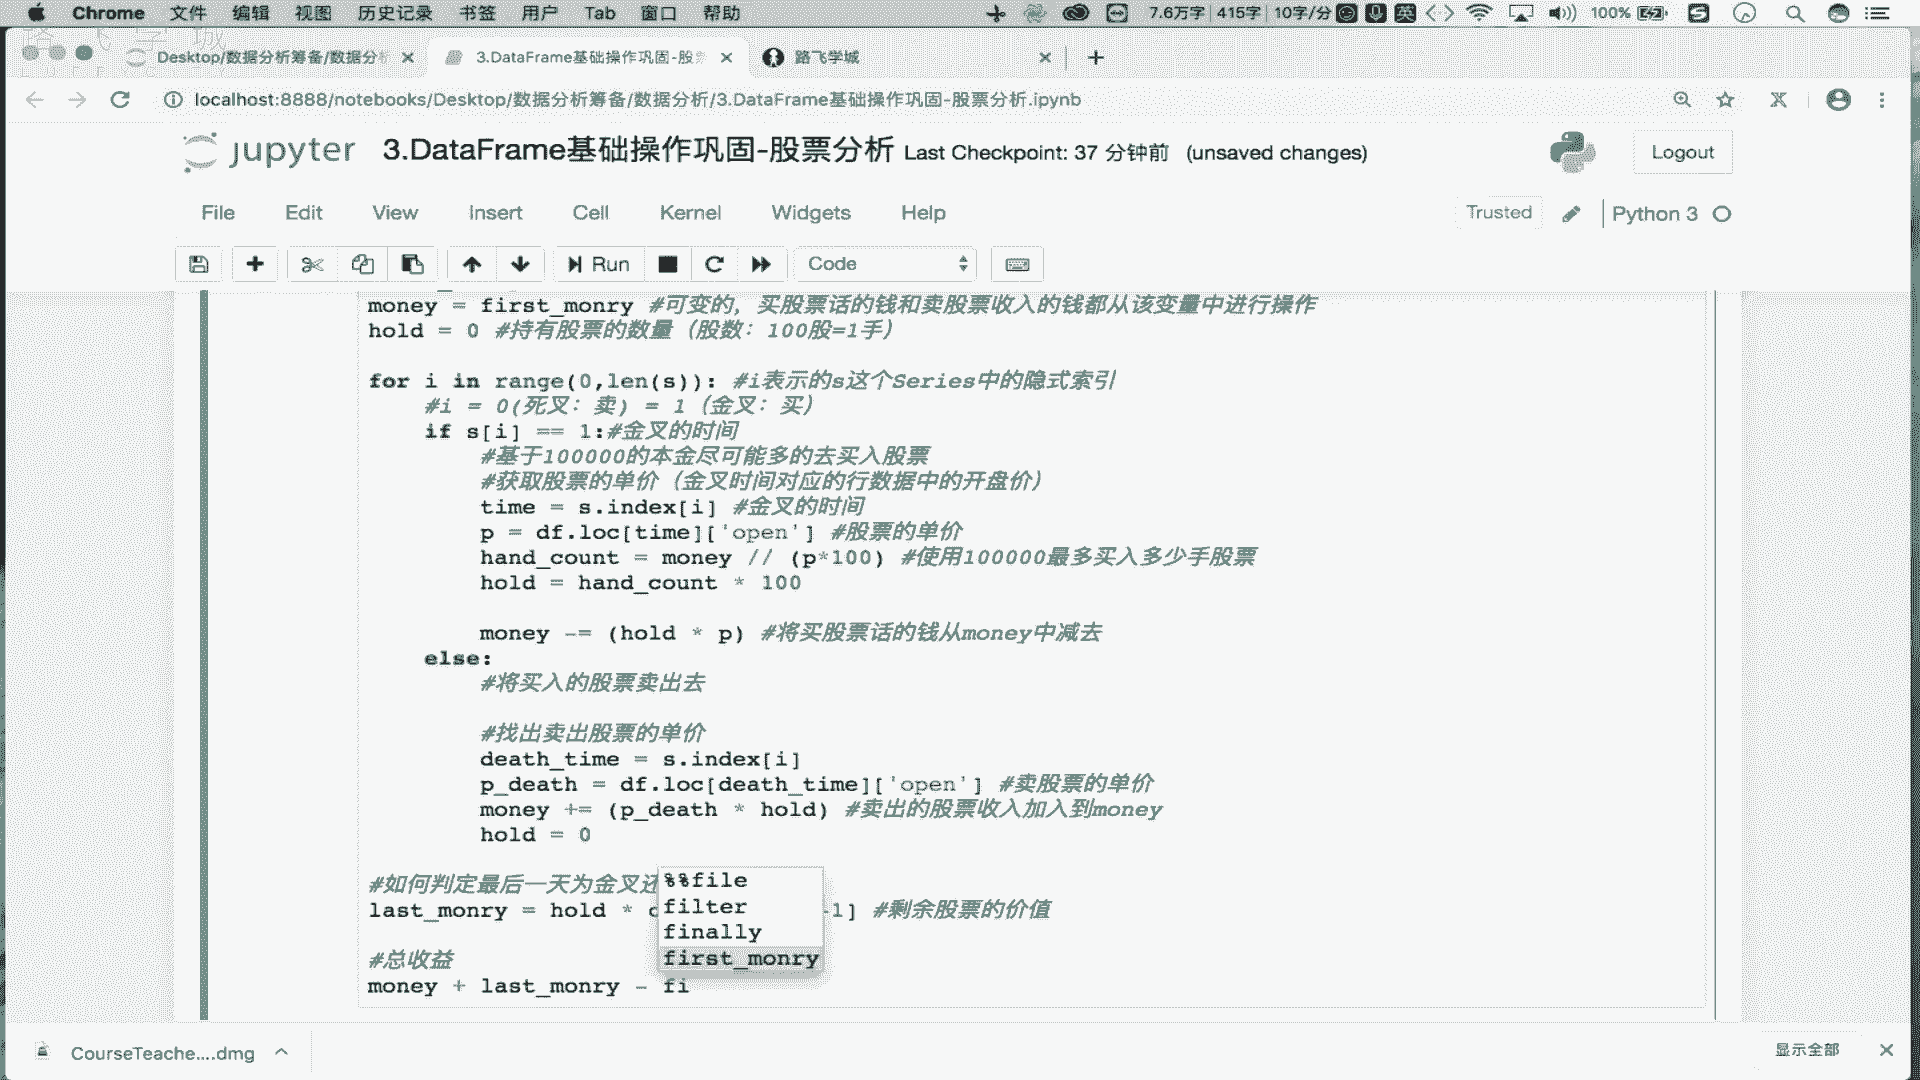 Chrome 文件 编辑 视图 历史记录 书签 用户 Tab 窗口 帮助 7.6万字 415字 10字/分 英 100%
Desktop/数据分析筹备/数据分析 3.DataFrame基础操作巩固-股 路飞学城
localhost:8888/notebooks/Desktop/数据分析筹备/数据分析/3.DataFrame基础操作巩固-股票分析.ipynb
jupyter 3.DataFrame基础操作巩固-股票分析 Last Checkpoint: 37 分钟前 (unsaved changes) Logout
File Edit View Insert Cell Kernel Widgets Help Trusted Python 3
Run Code
money = first_monry #可变的，买股票话的钱和卖股票收入的钱都从该变量中进行操作
hold = 0 #持有股票的数量（股数：100股=1手）
for i in range(0,len(s)): #i表示的s这个Series中的隐式索引
#i = 0(死叉：卖) = 1（金叉：买）
if s[i] == 1:#金叉的时间
#基于100000的本金尽可能多的去买入股票
#获取股票的单价（金叉时间对应的行数据中的开盘价）
time = s.index[i] #金叉的时间
p = df.loc[time]['open'] #股票的单价
hand_count = money // (p*100) #使用100000最多买入多少手股票
hold = hand_count * 100
money -= (hold * p) #将买股票话的钱从money中减去
else:
#将买入的股票卖出去
#找出卖出股票的单价
death_time = s.index[i]
p_death = df.loc[death_time]['open'] #卖股票的单价
money += (p_death * hold) #卖出的股票收入加入到money
hold = 0
#如何判定最后一天为金叉还
last_monry = hold * -1] #剩余股票的价值
#总收益
money + last_monry - fi
%%file
filter
finally
first_monry
CourseTeache....dmg 显示全部